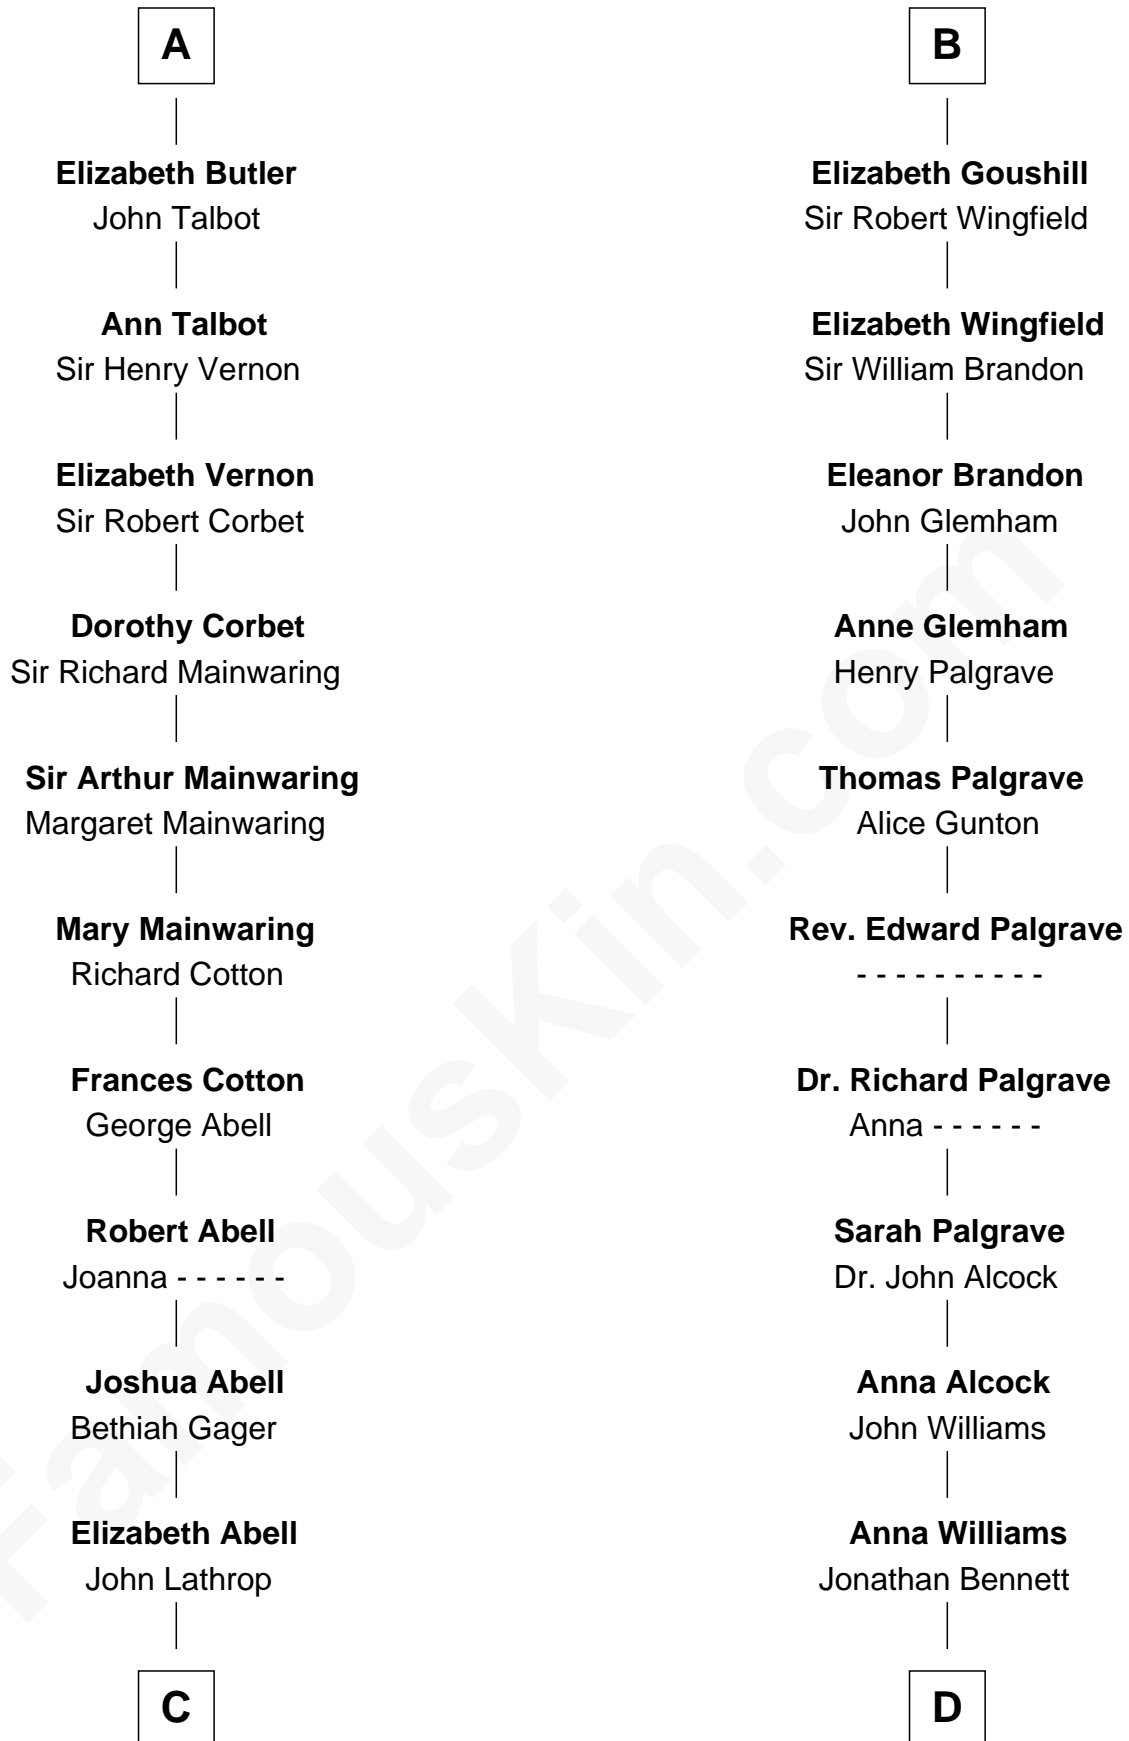 A
Elizabeth Butler
John Talbot
Ann Talbot
Sir Henry Vernon
Elizabeth Vernon
Sir Robert Corbet
Dorothy Corbet
Sir Richard Mainwaring
Sir Arthur Mainwaring
Margaret Mainwaring
Mary Mainwaring
Richard Cotton
Frances Cotton
George Abell
Robert Abell
Joanna - - - - - -
Joshua Abell
Bethiah Gager
Elizabeth Abell
John Lathrop
C
B
Elizabeth Goushill
Sir Robert Wingfield
Elizabeth Wingfield
Sir William Brandon
Eleanor Brandon
John Glemham
Anne Glemham
Henry Palgrave
Thomas Palgrave
Alice Gunton
Rev. Edward Palgrave
- - - - - - - - - -
Dr. Richard Palgrave
Anna - - - - - -
Sarah Palgrave
Dr. John Alcock
Anna Alcock
John Williams
Anna Williams
Jonathan Bennett
D
FamousKin.com